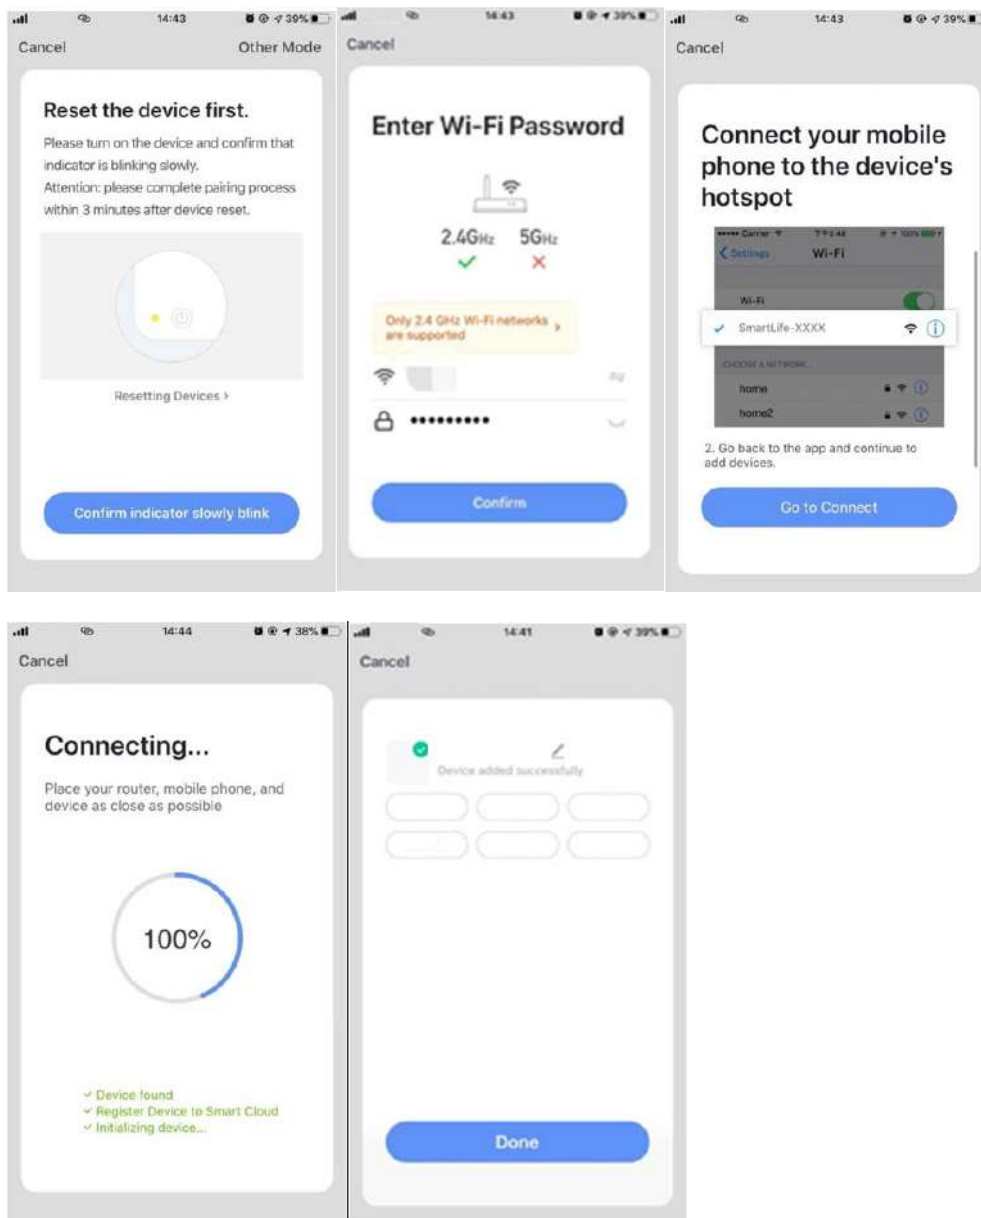 14:43
39%
Cancel
Other Mode
Reset the device first.
Please turn on the device and confirm that
indicator is blinking slowly.
Attention: please complete pairing process
within 3 minutes after device reset.
Resetting Devices >
Confirm indicator slowly blink
14:43
39%
Cancel
Enter Wi-Fi Password
2.4GHz 5GHz
Only 2.4 GHz Wi-Fi networks >
are supported
•••••••••
Confirm
14:43
39%
Cancel
Connect your mobile
phone to the device's
hotspot
Carrier
100%
Settings
Wi-Fi
Wi-Fi
SmartLife-XXXX
CHOOSE A NETWORK...
home
home2
2. Go back to the app and continue to
add devices.
Go to Connect
14:44
38%
Cancel
Connecting...
Place your router, mobile phone, and
device as close as possible
100%
Device found
Register Device to Smart Cloud
Initializing device...
14:41
39%
Cancel
Device added successfully
Done